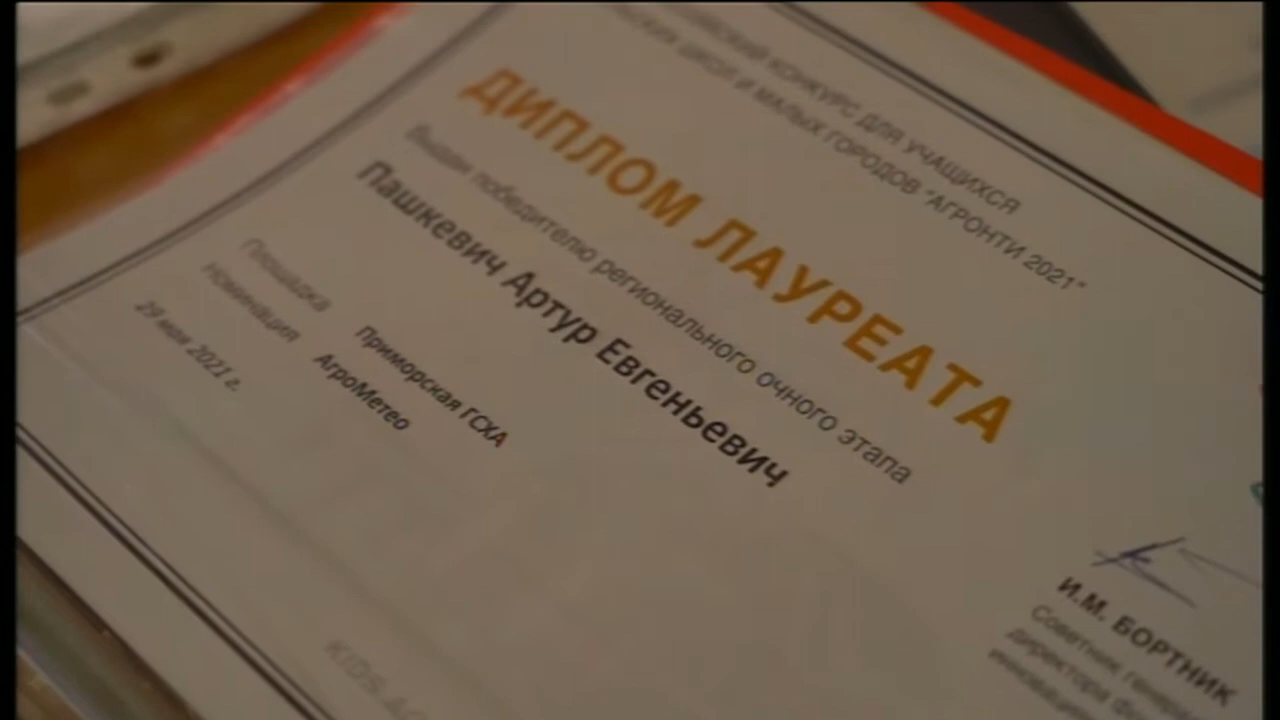 КОНКУРС ДЛЯ УЧАЩИХСЯ
ШКОЛ И МАЛЫХ ГОРОДОВ "АГРОНТИ 2021"
ДИПЛОМ ЛАУРЕАТА
Выдан победителю регионального очного этапа
Пашкевич Артур Евгеньевич
Площадка Приморская ГСХА
Номинация АгроМетео
29 мая 2021 г.
И.М. БОРТНИК
Советник
директора
KIDS